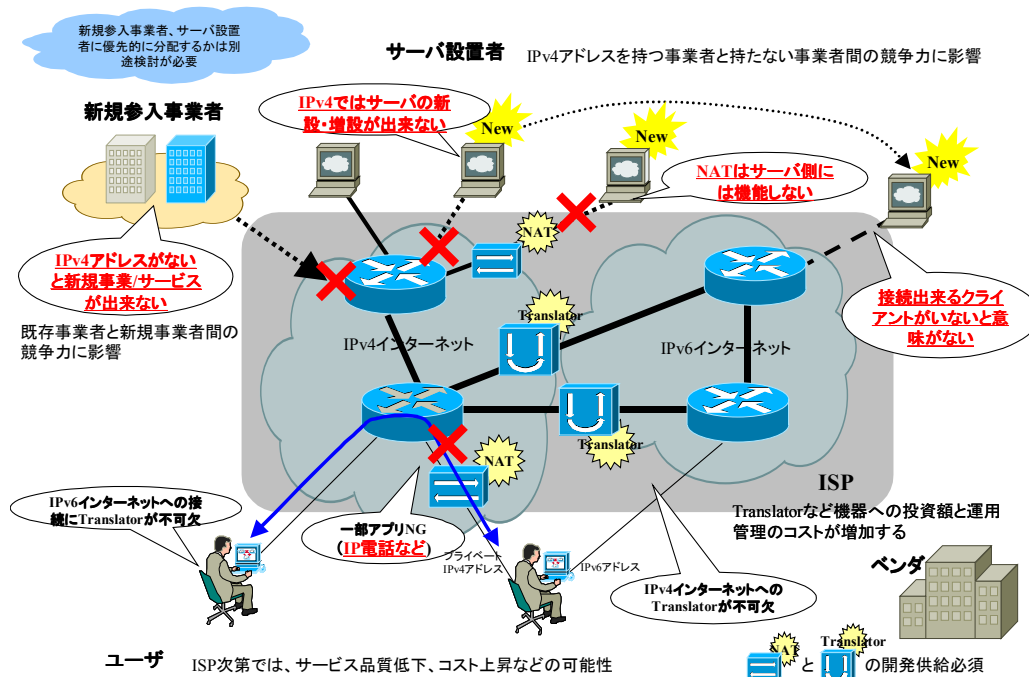 新規参入事業者、サーバ設置
者に優先的に分配するかは別
途検討が必要
サーバ設置者
IPv4アドレスを持つ事業者と持たない事業者間の競争力に影響
新規参入事業者
IPv4ではサーバの新
設・増設が出来ない
New
New
New
NATはサーバ側に
は機能しない
NAT
IPv4アドレスがない
と新規事業/サービス
が出来ない
既存事業者と新規事業者間の
競争力に影響
接続出来るクライ
アントがいないと意
味がない
Translator
IPv4インターネット
IPv6インターネット
Translator
NAT
ISP
Translatorなど機器への投資額と運用
管理のコストが増加する
IPv6インターネットへの接
続にTranslatorが不可欠
一部アプリNG
(IP電話など)
プライベート
IPv4アドレス
IPv6アドレス
IPv4インターネットへの
Translatorが不可欠
ベンダ
ユーザ
ISP次第では、サービス品質低下、コスト上昇などの可能性
NAT
と
Translator
の開発供給必須